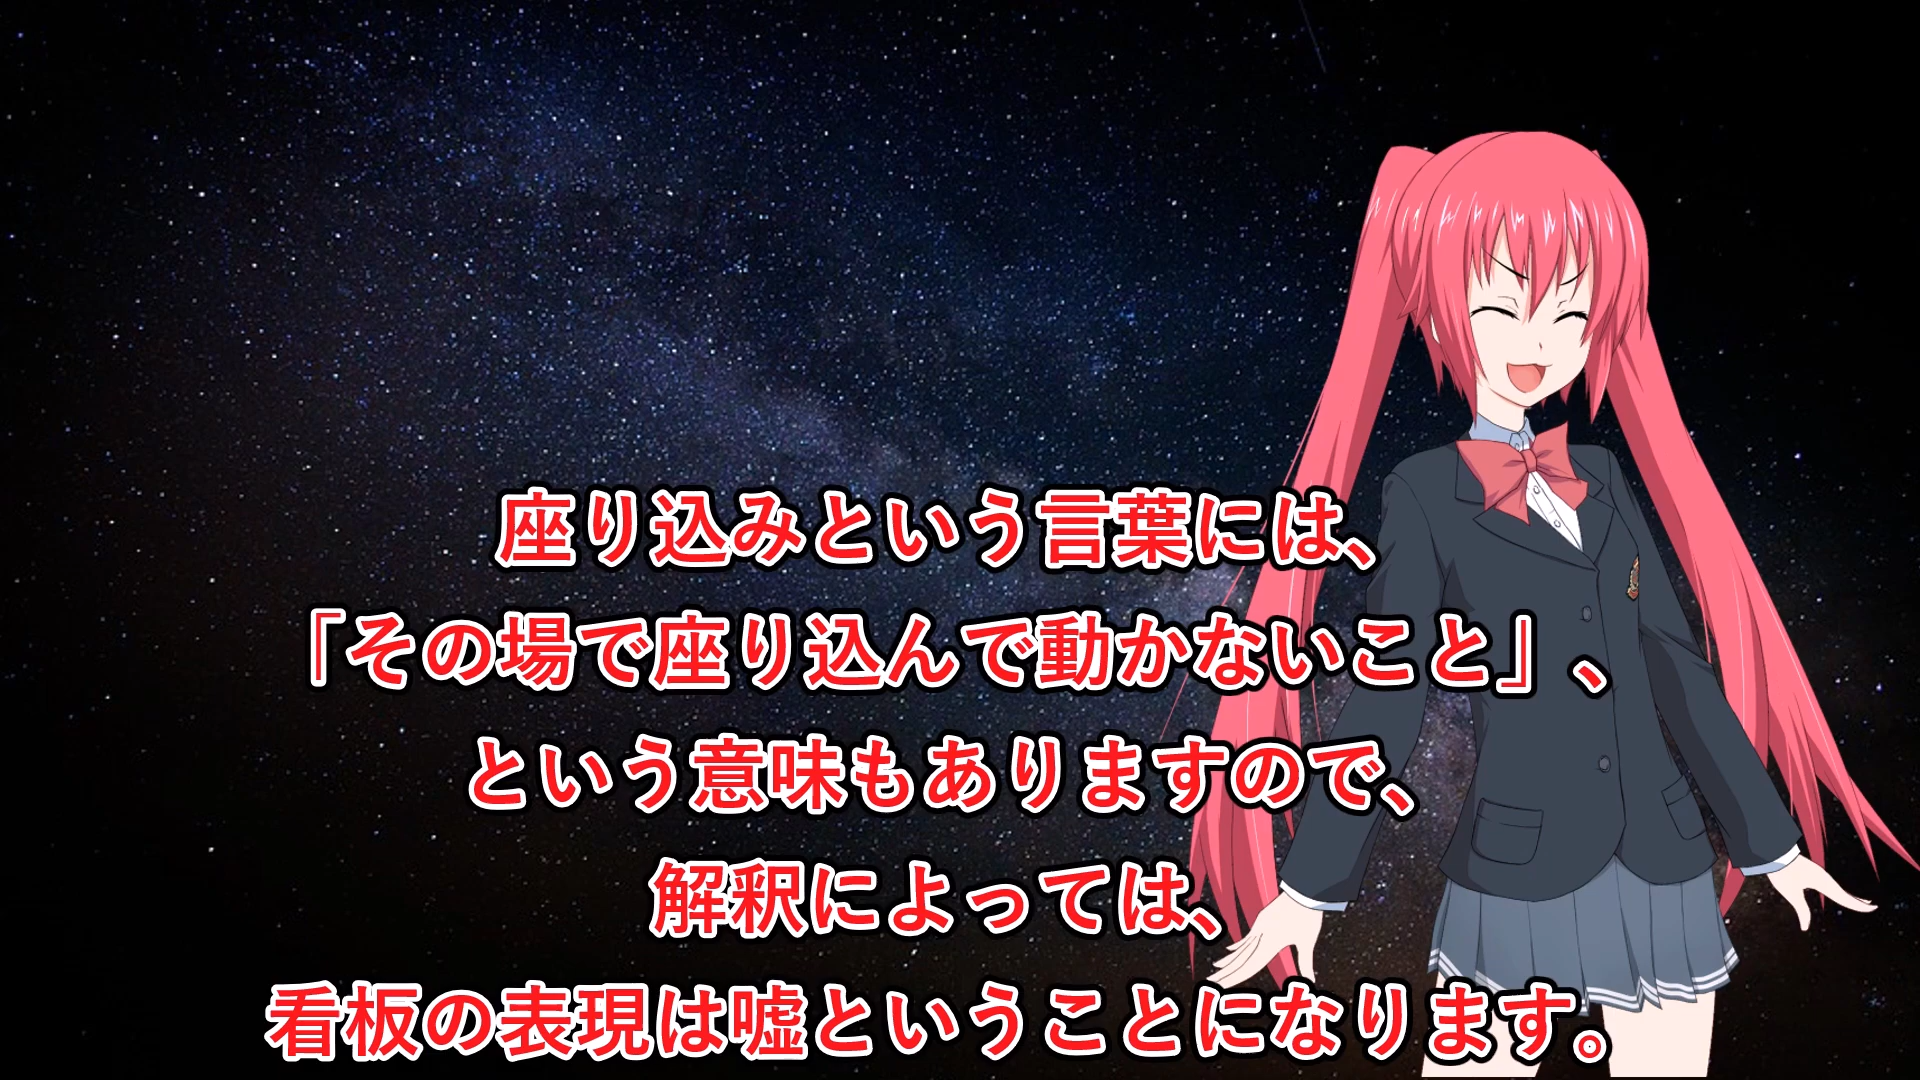 座り込みという言葉には、
「その場で座り込んで動かないこと」、
という意味もありますので、
解釈によっては、
看板の表現は嘘ということになります。